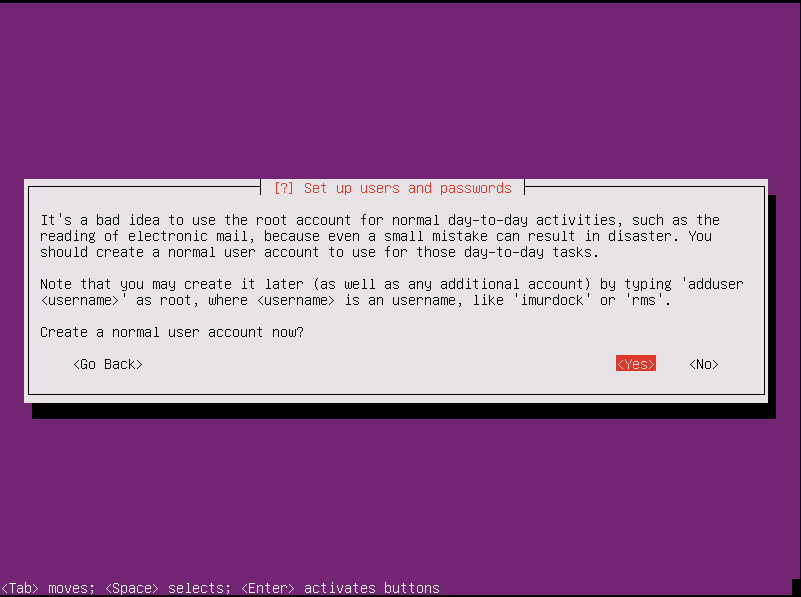 [?] Set up users and passwords
It's a bad idea to use the root account for normal day-to-day activities, such as the
reading of electronic mail, because even a small mistake can result in disaster. You
should create a normal user account to use for those day-to-day tasks.
Note that you may create it later (as well as any additional account) by typing 'adduser
<username>' as root, where <username> is an username, like 'imurdock' or 'rms'.
Create a normal user account now?
<Go Back> <Yes> <No>
<Tab> moves; <Space> selects; <Enter> activates buttons